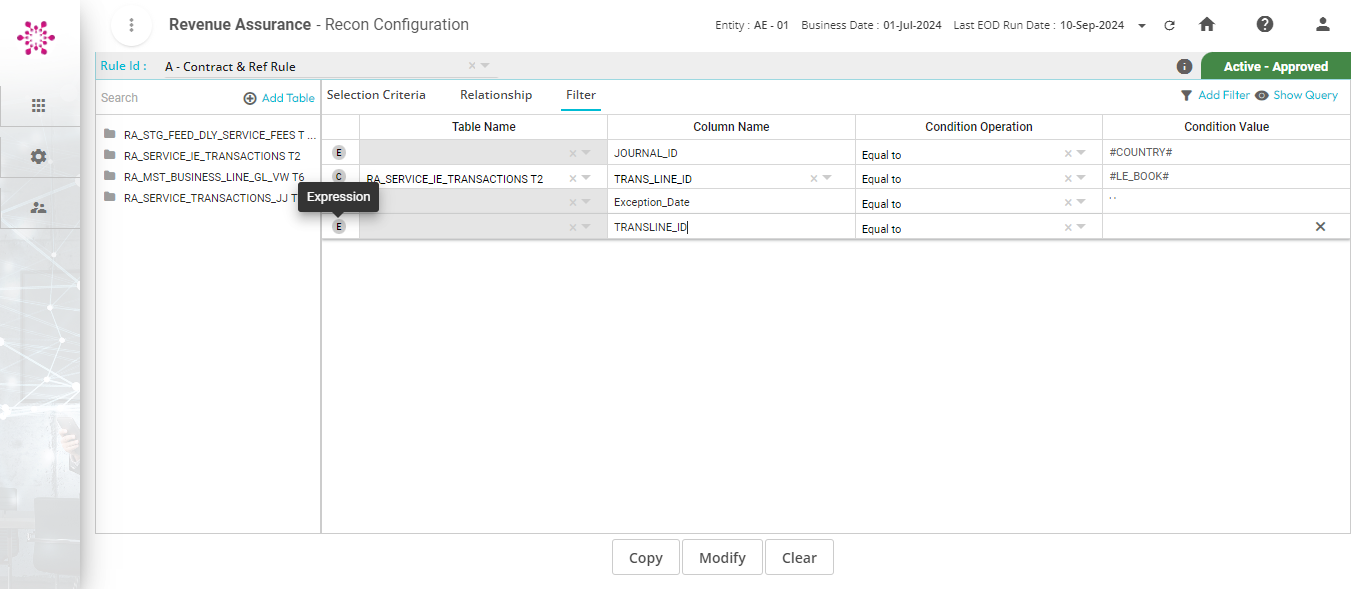 Revenue Assurance - Recon Configuration
Entity : AE - 01 Business Date : 01-Jul-2024 Last EOD Run Date : 10-Sep-2024
Rule Id : A - Contract & Ref Rule
Active - Approved
Search Add Table
Selection Criteria Relationship Filter
Add Filter Show Query
RA_STG_FEED_DLY_SERVICE_FEES T ...
RA_SERVICE_IE_TRANSACTIONS T2
RA_MST_BUSINESS_LINE_GL_VW T6
RA_SERVICE_TRANSACTIONS_JJ T
Expression
Table Name Column Name Condition Operation Condition Value
E JOURNAL_ID Equal to #COUNTRY#
C RA_SERVICE_IE_TRANSACTIONS T2 TRANS_LINE_ID Equal to #LE_BOOK#
Exception_Date Equal to ' '
E TRANSLINE_ID Equal to
Copy Modify Clear